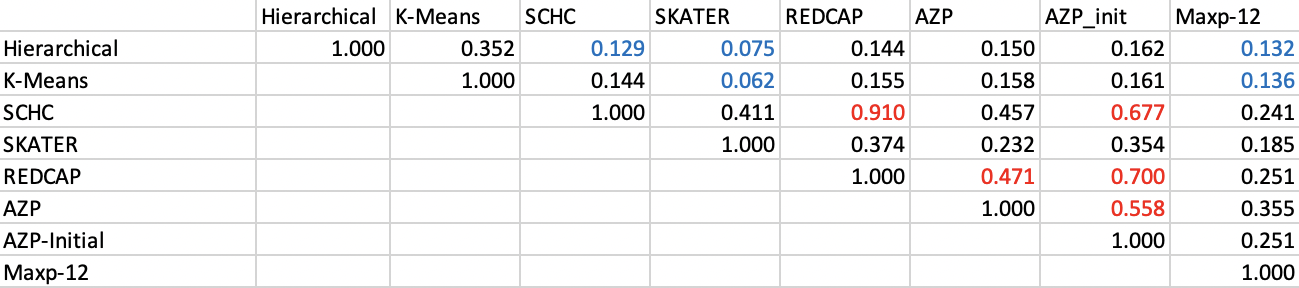 Hierarchical K-Means SCHC SKATER REDCAP AZP AZP_init Maxp-12
Hierarchical 1.000 0.352 0.129 0.075 0.144 0.150 0.162 0.132
K-Means 1.000 0.144 0.062 0.155 0.158 0.161 0.136
SCHC 1.000 0.411 0.910 0.457 0.677 0.241
SKATER 1.000 0.374 0.232 0.354 0.185
REDCAP 1.000 0.471 0.700 0.251
AZP 1.000 0.558 0.355
AZP-Initial 1.000 0.251
Maxp-12 1.000